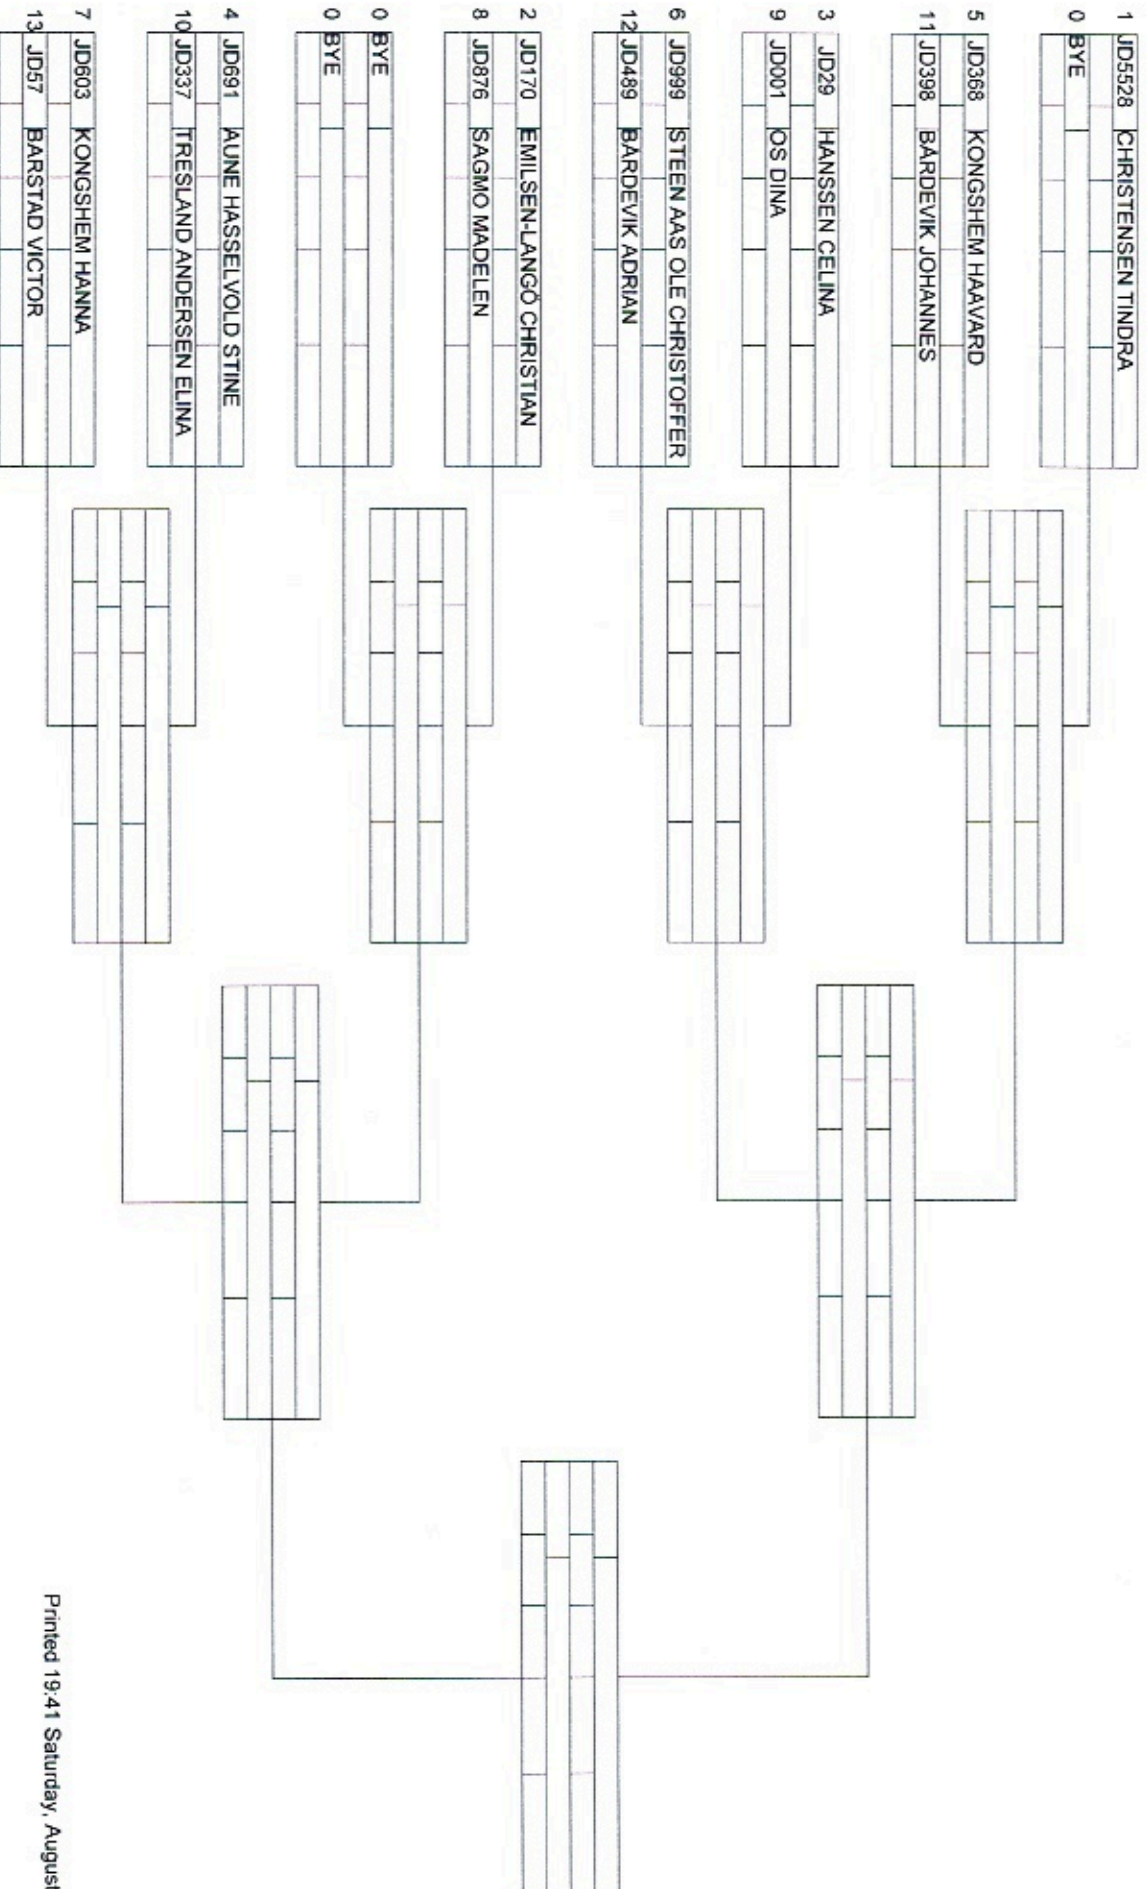 1 JD5528 CHRISTENSEN TINDRA
0 BYE
5 JD368 KONGSHEM HAAVARD
11 JD398 BÅRDEVIK JOHANNES
3 JD29 HANSSEN CELINA
9 JD001 OS DINA
6 JD999 STEEN AAS OLE CHRISTOFFER
12 JD489 BÅRDEVIK ADRIAN
2 JD170 EMILSEN-LANGÖ CHRISTIAN
8 JD876 SAGMO MADELEN
0 BYE
0 BYE
4 JD691 AUNE HASSELVOLD STINE
10 JD337 TRESLAND ANDERSEN ELINA
7 JD603 KONGSHEM HANNA
13 JD57 BARSTAD VICTOR
Printed 19:41 Saturday, August